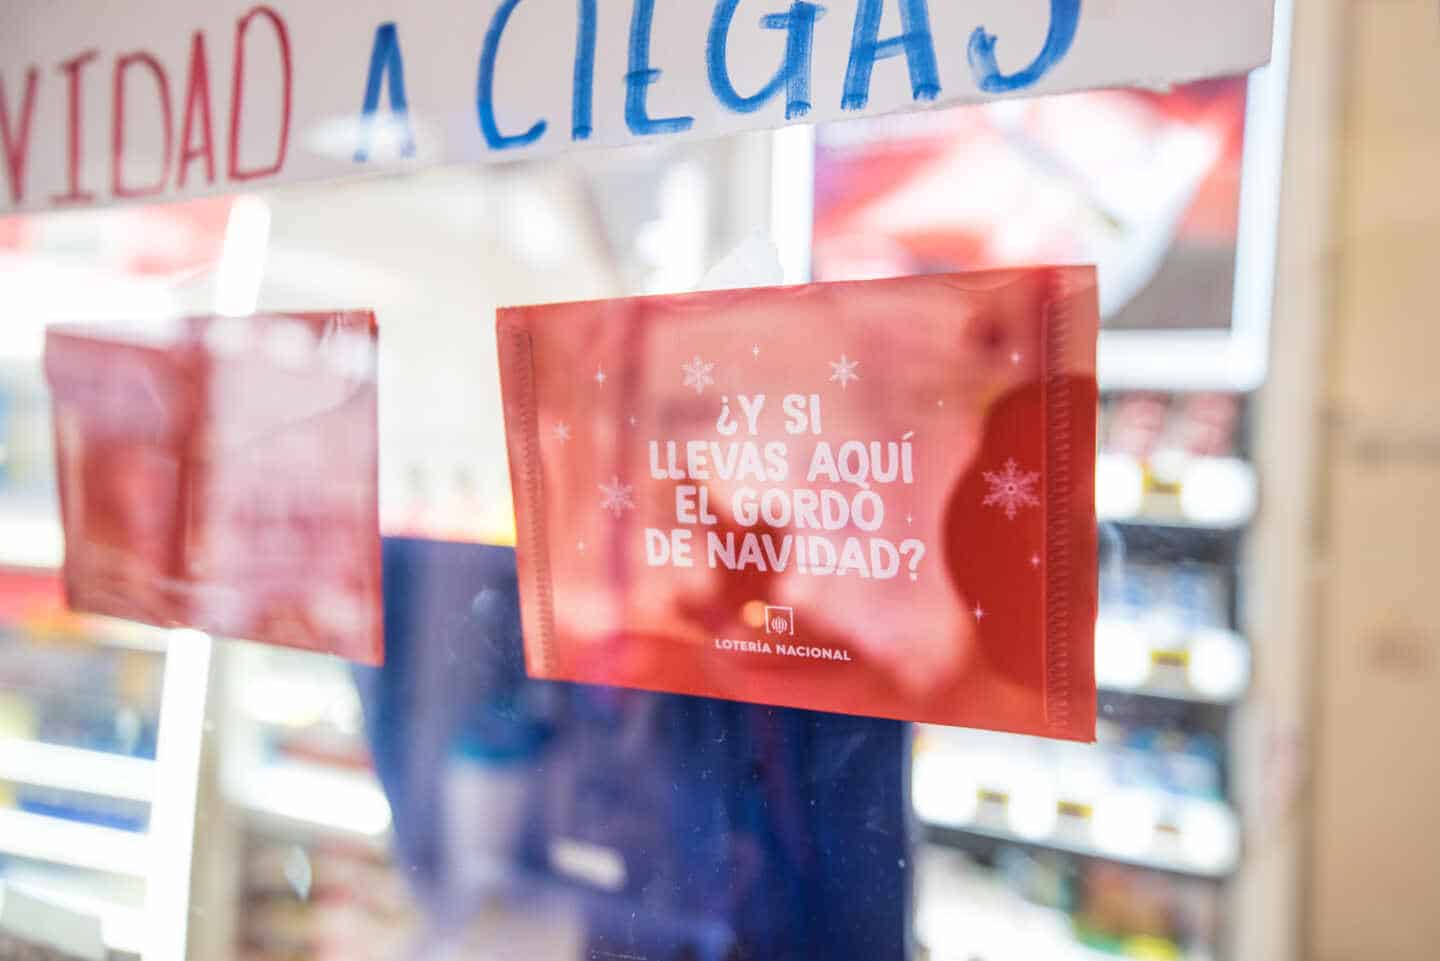 VIDAD A CIEGAS
¿Y SI
LLEVAS AQUÍ
EL GORDO
DE NAVIDAD?
LOTERÍA NACIONAL